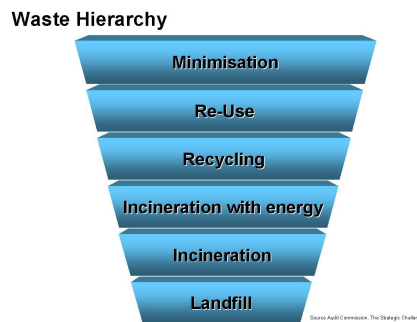 Waste Hierarchy
Minimisation
Re-Use
Recycling
Incineration with energy
Incineration
Landfill
Source Audit Commission: The Strategic